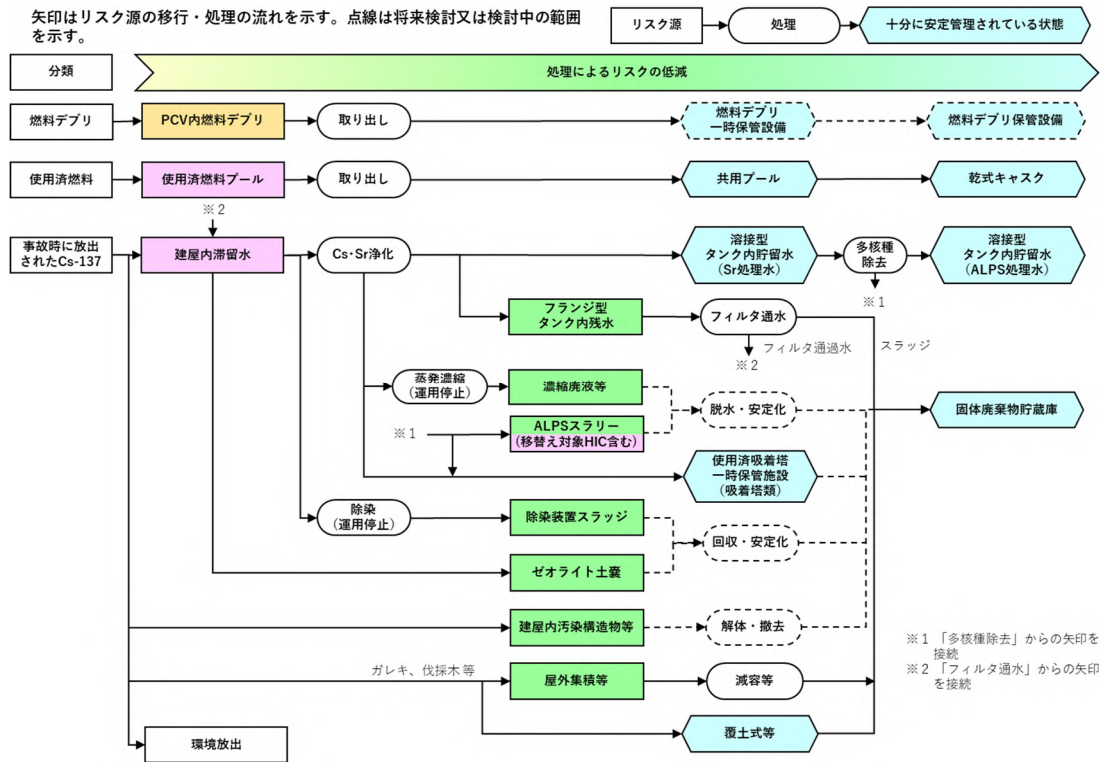 矢印はリスク源の移行・処理の流れを示す。点線は将来検討又は検討中の範囲
を示す。
リスク源
処理
十分に安定管理されている状態
分類
処理によるリスクの低減
燃料デブリ
PCV内燃料デブリ
取り出し
燃料デブリ
一時保管設備
燃料デブリ保管設備
使用済燃料
使用済燃料プール
取り出し
共用プール
乾式キャスク
※2
事故時に放出
されたCs-137
建屋内滞留水
Cs・Sr浄化
溶接型
タンク内貯留水
(Sr処理水)
多核種
除去
溶接型
タンク内貯留水
(ALPS処理水)
※1
フランジ型
タンク内残水
フィルタ通水
フィルタ通過水
スラッジ
※2
蒸発濃縮
(運用停止)
濃縮廃液等
脱水・安定化
固体廃棄物貯蔵庫
※1
ALPSスラリー
(移替え対象HIC含む)
使用済吸着塔
一時保管施設
(吸着塔類)
除染
(運用停止)
除染装置スラッジ
回収・安定化
ゼオライト土嚢
建屋内汚染構造物等
解体・撤去
※1 「多核種除去」からの矢印を
接続
※2 「フィルタ通水」からの矢印
を接続
ガレキ、伐採木等
屋外集積等
減容等
覆土式等
環境放出